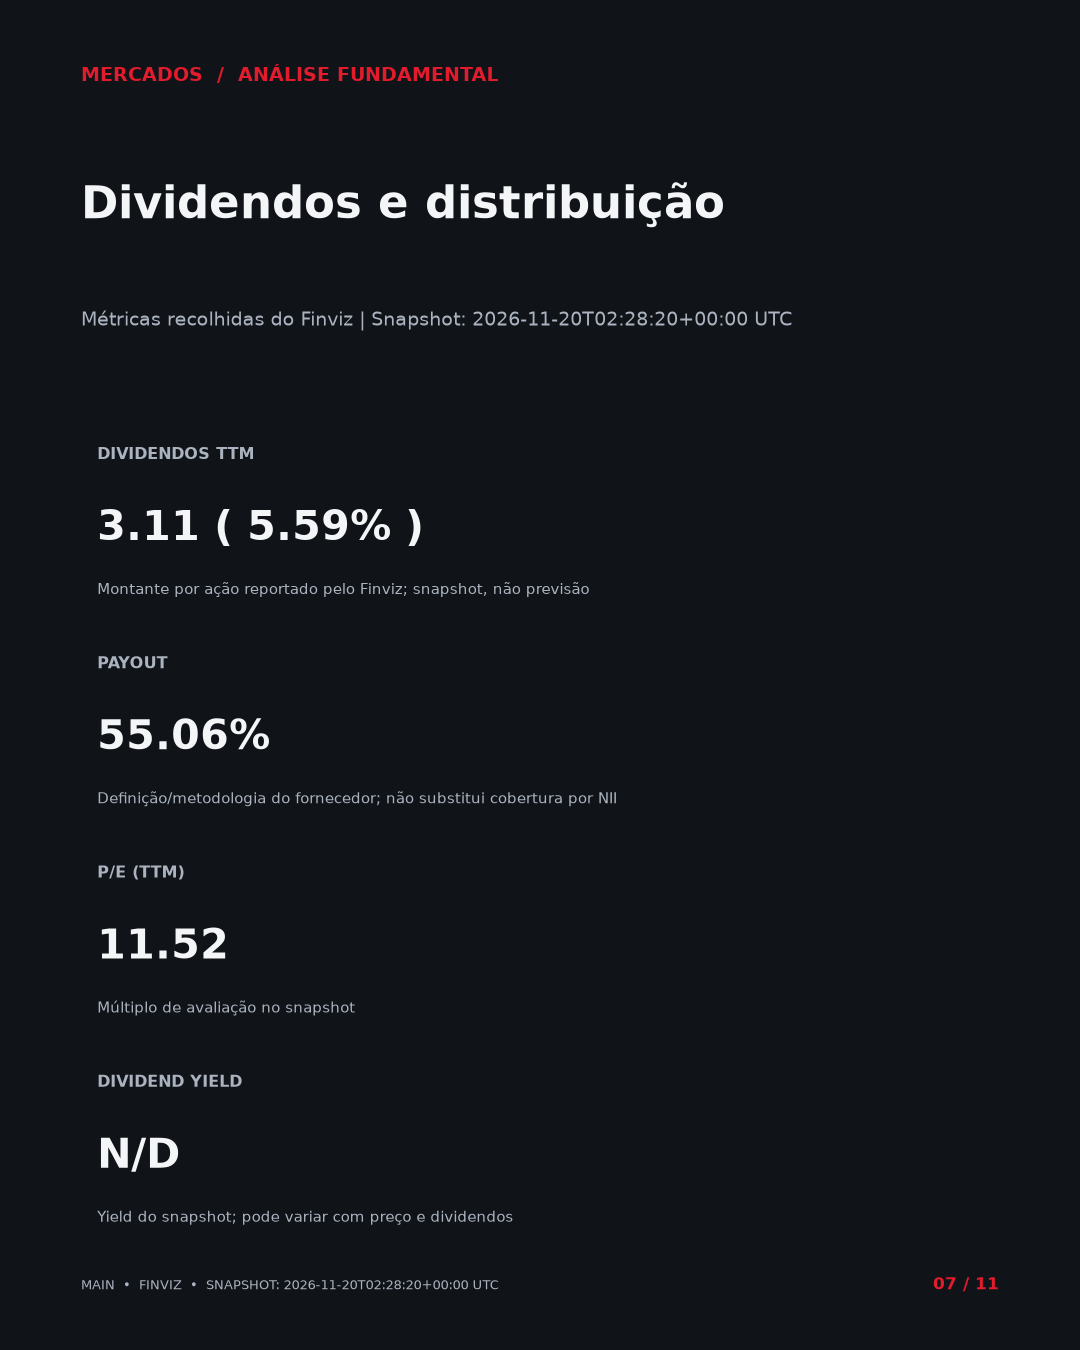 MERCADOS / ANÁLISE FUNDAMENTAL
Dividendos e distribuição
Métricas recolhidas do Finviz | Snapshot: 2026-11-20T02:28:20+00:00 UTC
DIVIDENDOS TTM
3.11 ( 5.59% )
Montante por ação reportado pelo Finviz; snapshot, não previsão
PAYOUT
55.06%
Definição/metodologia do fornecedor; não substitui cobertura por NII
P/E (TTM)
11.52
Múltiplo de avaliação no snapshot
DIVIDEND YIELD
N/D
Yield do snapshot; pode variar com preço e dividendos
MAIN • FINVIZ • SNAPSHOT: 2026-11-20T02:28:20+00:00 UTC
07 / 11